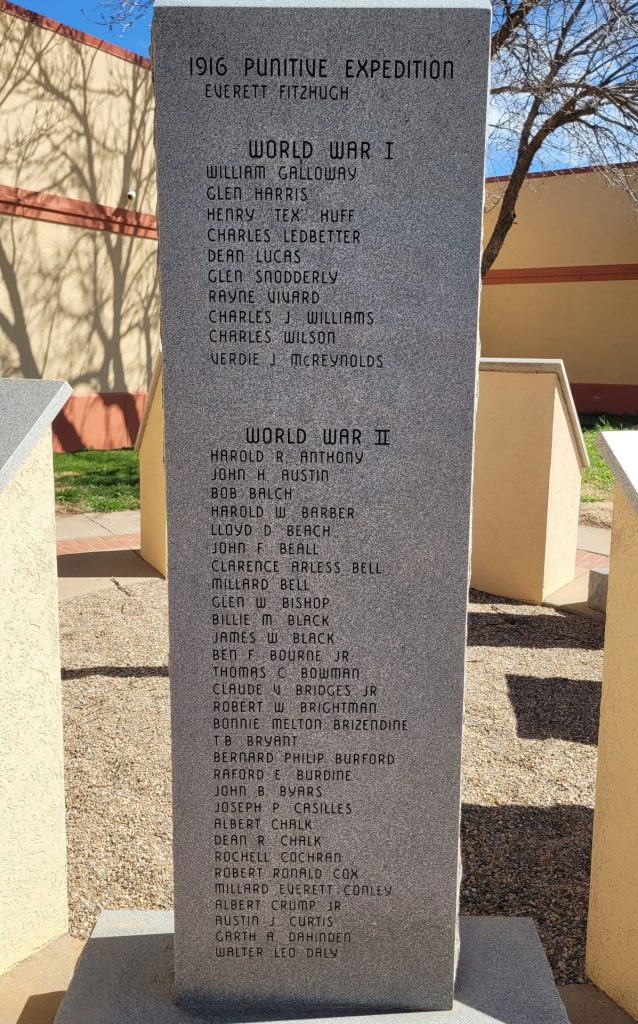 1916 PUNITIVE EXPEDITION
EVERETT FITZHUGH
WORLD WAR I
WILLIAM GALLOWAY
GLEN HARRIS
HENRY "TEX" HUFF
CHARLES LEDBETTER
DEAN LUCAS
GLEN SNODDERLY
RAYNE VIVARD
CHARLES J WILLIAMS
CHARLES WILSON
VERDIE J McREYNOLDS
WORLD WAR II
HAROLD R. ANTHONY
JOHN H. AUSTIN
BOB BALCH
HAROLD W. BARBER
LLOYD D. BEACH
JOHN F. BEALL
CLARENCE ARLESS BELL
MILLARD BELL
GLEN W. BISHOP
BILLIE M. BLACK
JAMES W. BLACK
BEN F. BOURNE JR
THOMAS C. BOWMAN
CLAUDE V. BRIDGES JR
ROBERT W. BRIGHTMAN
BONNIE MELTON BRIZENDINE
T.B. BRYANT
BERNARD PHILIP BURFORD
RAFORD E. BURDINE
JOHN B. BYARS
JOSEPH P. CASILLES
ALBERT CHALK
DEAN R. CHALK
ROCHELL COCHRAN
ROBERT RONALD COX
MILLARD EVERETT CONLEY
ALBERT CRUMP JR
AUSTIN J. CURTIS
GARTH A. DAHINDEN
WALTER LEO DALY